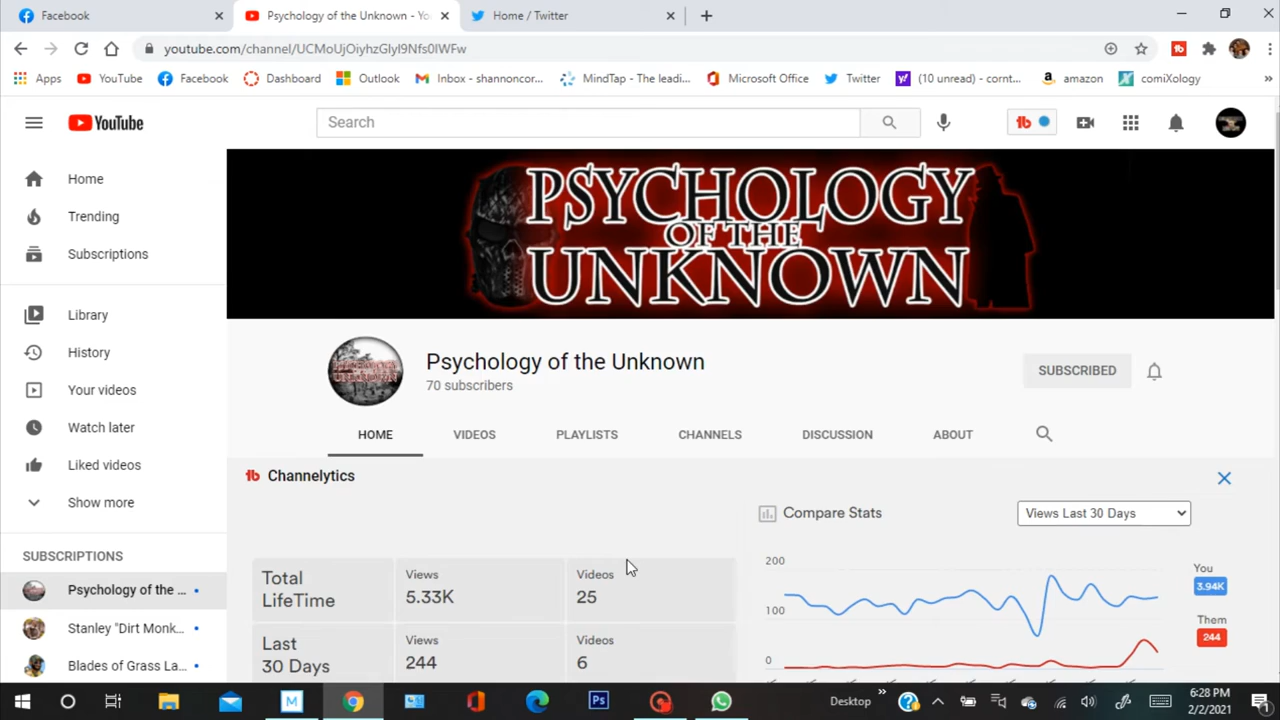 Facebook
Psychology of the Unknown - Yo
Home / Twitter
youtube.com/channel/UCMoUjOiyhzGlyI9Nfs0IWFw
Apps
YouTube
Facebook
Dashboard
Outlook
Inbox - shannoncor...
MindTap - The leadi...
Microsoft Office
Twitter
(10 unread) - cornt...
amazon
comiXology
»
YouTube
Search
tb
Home
Trending
Subscriptions
Library
History
Your videos
Watch later
Liked videos
Show more
SUBSCRIPTIONS
Psychology of the ...
Stanley "Dirt Monk...
Blades of Grass La...
PSYCHOLOGY
OF THE
UNKNOWN
Psychology of the Unknown
70 subscribers
SUBSCRIBED
HOME
VIDEOS
PLAYLISTS
CHANNELS
DISCUSSION
ABOUT
tb Channelytics
Total
LifeTime
Views
5.33K
Videos
25
Last
30 Days
Views
244
Videos
6
Compare Stats
Views Last 30 Days
200
100
0
You
3.94K
Them
244
Desktop
»
6:28 PM
2/2/2021